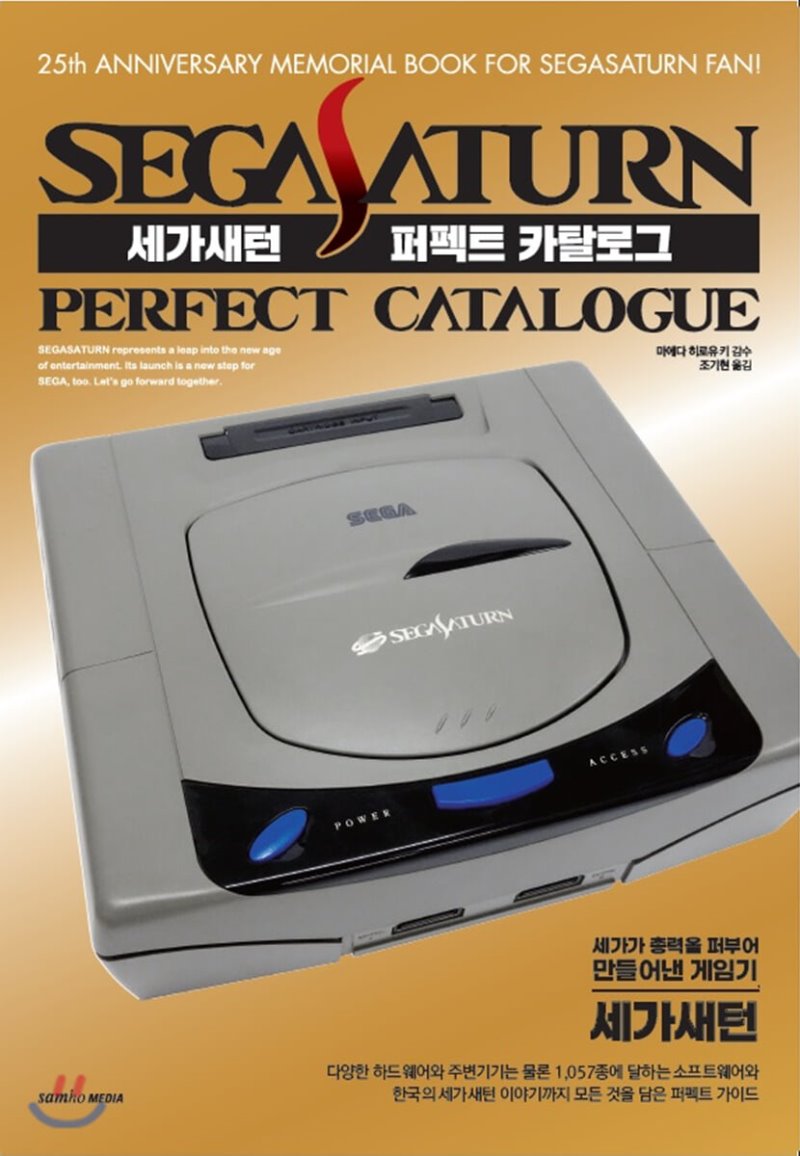 25th ANNIVERSARY MEMORIAL BOOK FOR SEGASATURN FAN!
SEGASATURN
세가새턴 퍼펙트 카탈로그
PERFECT CATALOGUE
SEGASATURN represents a leap into the new age
of entertainment. Its launch is a new step for
SEGA, too. Let's go forward together.
마에다 히로유키 감수
조기현 옮김
CARTRIDGE INPUT
SEGA
SEGASATURN
POWER
ACCESS
세가가 총력을 퍼부어
만들어낸 게임기
세가새턴
다양한 하드웨어와 주변기기는 물론 1,057종에 달하는 소프트웨어와
한국의 세가새턴 이야기까지 모든 것을 담은 퍼펙트 가이드
samho MEDIA